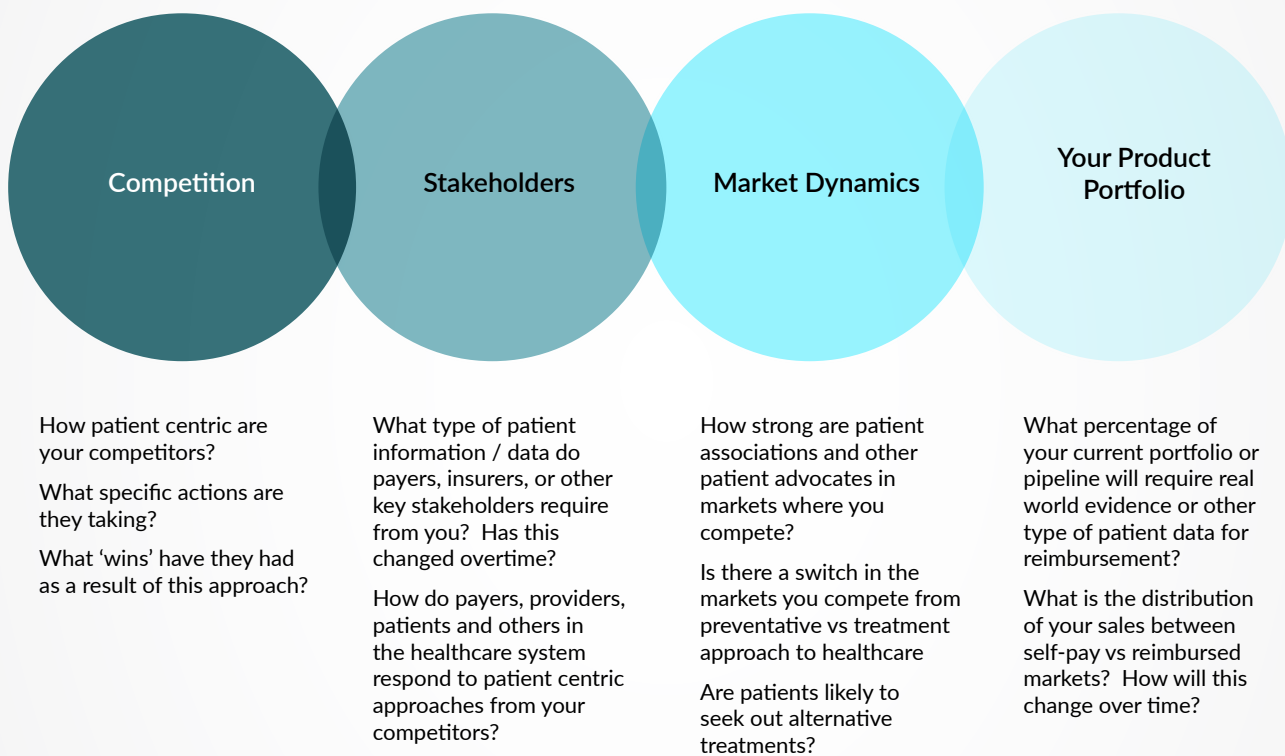 Competition
Stakeholders
Market Dynamics
Your Product
Portfolio
How patient centric are
your competitors?
What specific actions are
they taking?
What ‘wins’ have they had
as a result of this approach?
What type of patient
information / data do
payers, insurers, or other
key stakeholders require
from you?  Has this
changed overtime?
How do payers, providers,
patients and others in
the healthcare system
respond to patient centric
approaches from your
competitors?
How strong are patient
associations and other
patient advocates in
markets where you
compete?
Is there a switch in the
markets you compete from
preventative vs treatment
approach to healthcare
Are patients likely to
seek out alternative
treatments?
What percentage of
your current portfolio or
pipeline will require real
world evidence or other
type of patient data for
reimbursement?
What is the distribution
of your sales between
self-pay vs reimbursed
markets?  How will this
change over time?